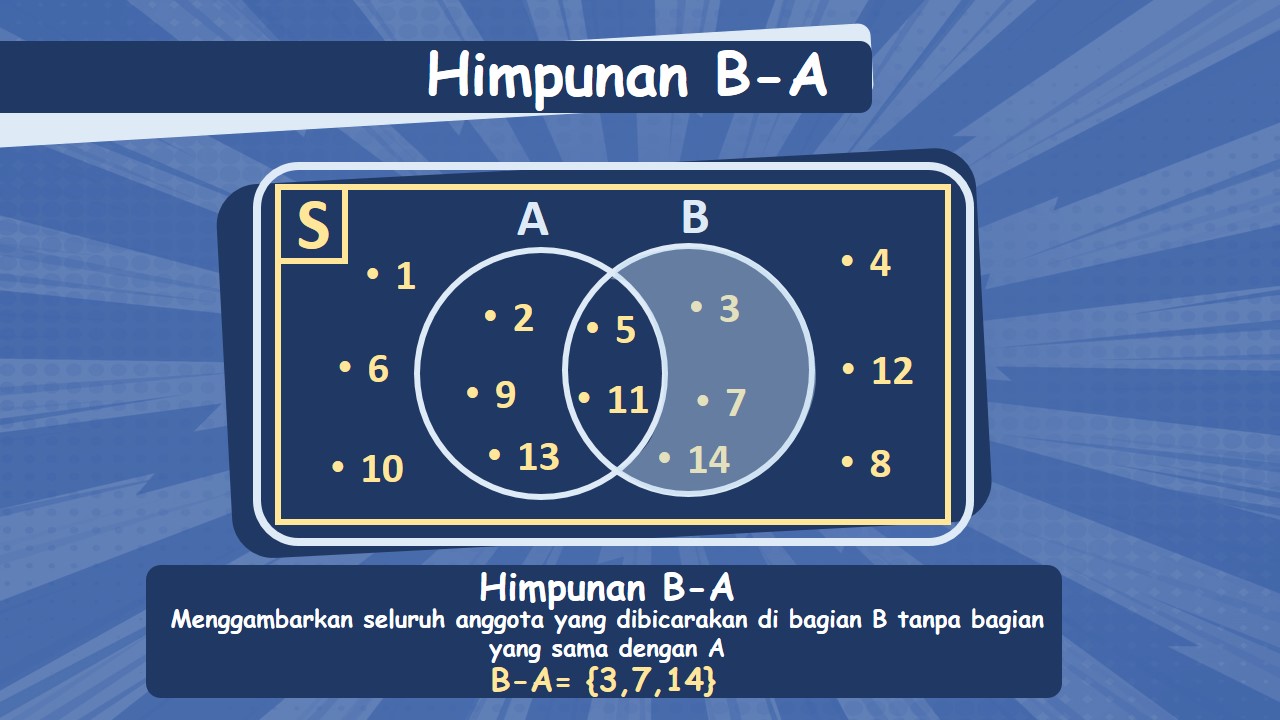 Himpunan B-A
S
A
B
• 1
• 4
• 2
• 5
• 3
• 6
• 12
• 9
• 11
• 7
• 10
• 13
• 14
• 8
Himpunan B-A
Menggambarkan seluruh anggota yang dibicarakan di bagian B tanpa bagian
yang sama dengan A
B-A= {3,7,14}